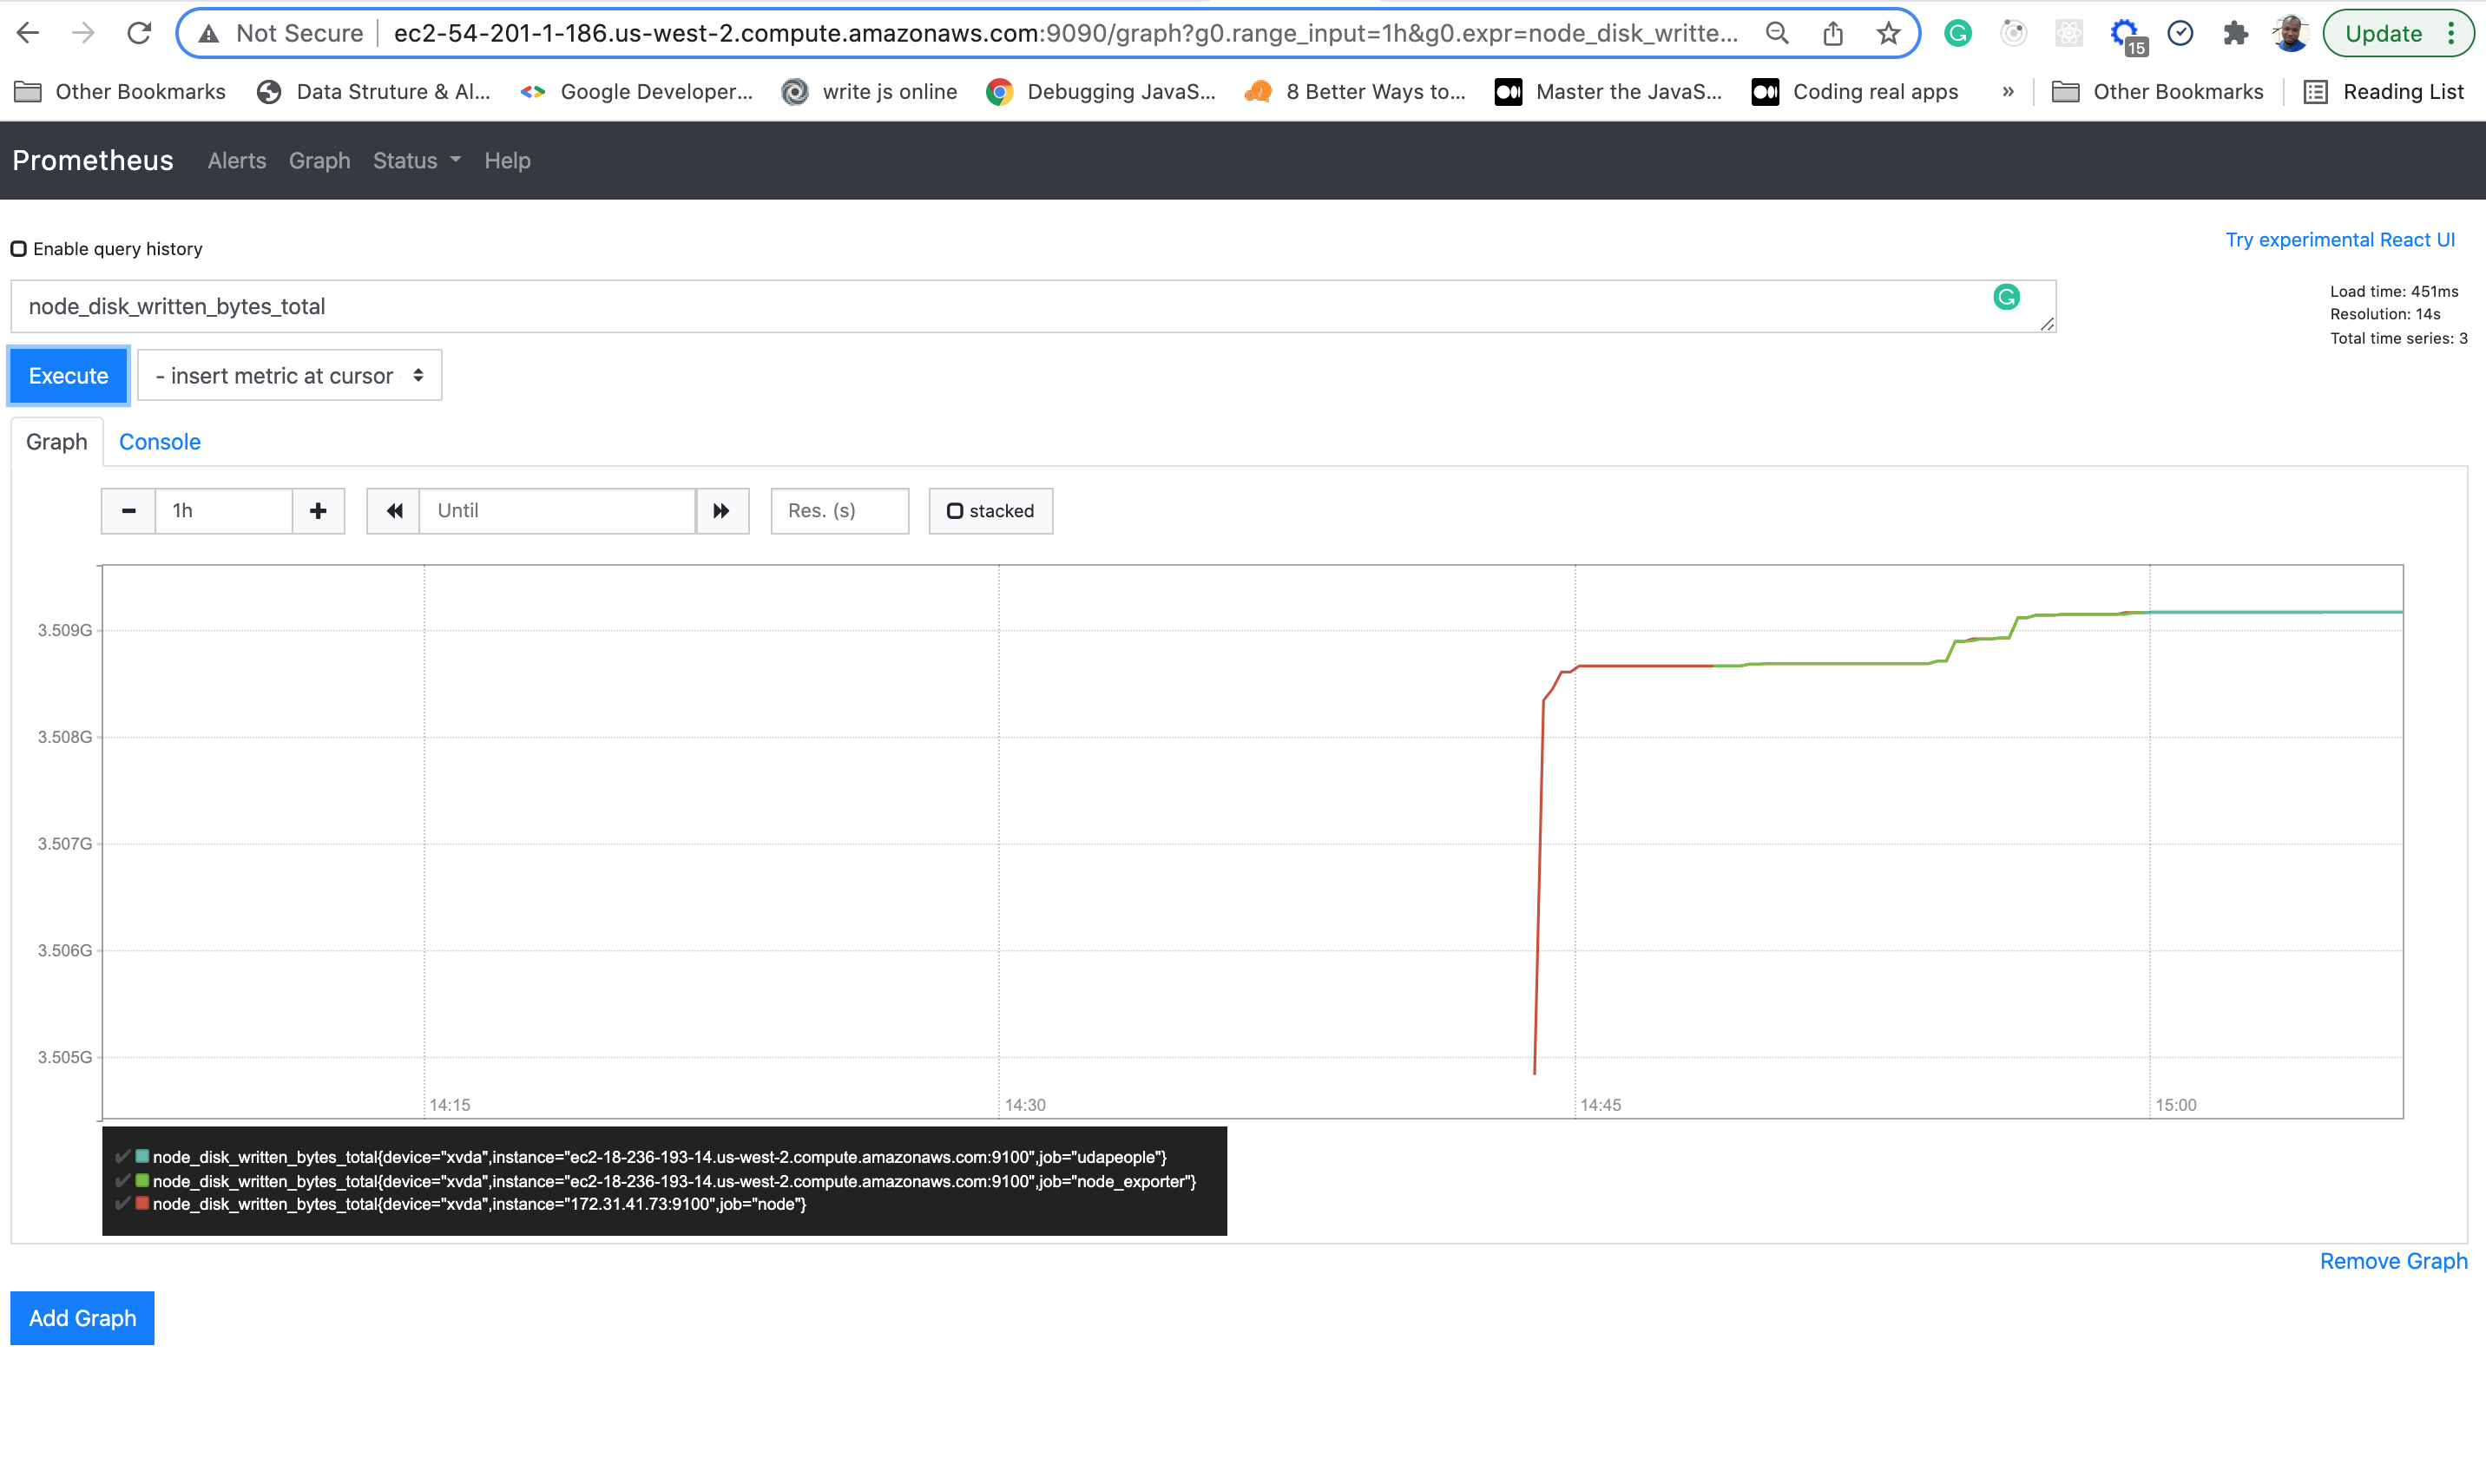 Not Secure ec2-54-201-1-186.us-west-2.compute.amazonaws.com:9090/graph?g0.range_input=1h&g0.expr=node_disk_writte... 15 Update
Other Bookmarks Data Struture & Al... Google Developer... write js online Debugging JavaS... 8 Better Ways to... Master the JavaS... Coding real apps » Other Bookmarks Reading List
Prometheus Alerts Graph Status Help
Enable query history
Try experimental React UI
node_disk_written_bytes_total
Load time: 451ms
Resolution: 14s
Total time series: 3
Execute - insert metric at cursor
Graph Console
1h Until Res. (s) stacked
3.509G
3.508G
3.507G
3.506G
3.505G
14:15 14:30 14:45 15:00
node_disk_written_bytes_total{device="xvda",instance="ec2-18-236-193-14.us-west-2.compute.amazonaws.com:9100",job="udapeople"}
node_disk_written_bytes_total{device="xvda",instance="ec2-18-236-193-14.us-west-2.compute.amazonaws.com:9100",job="node_exporter"}
node_disk_written_bytes_total{device="xvda",instance="172.31.41.73:9100",job="node"}
Remove Graph
Add Graph